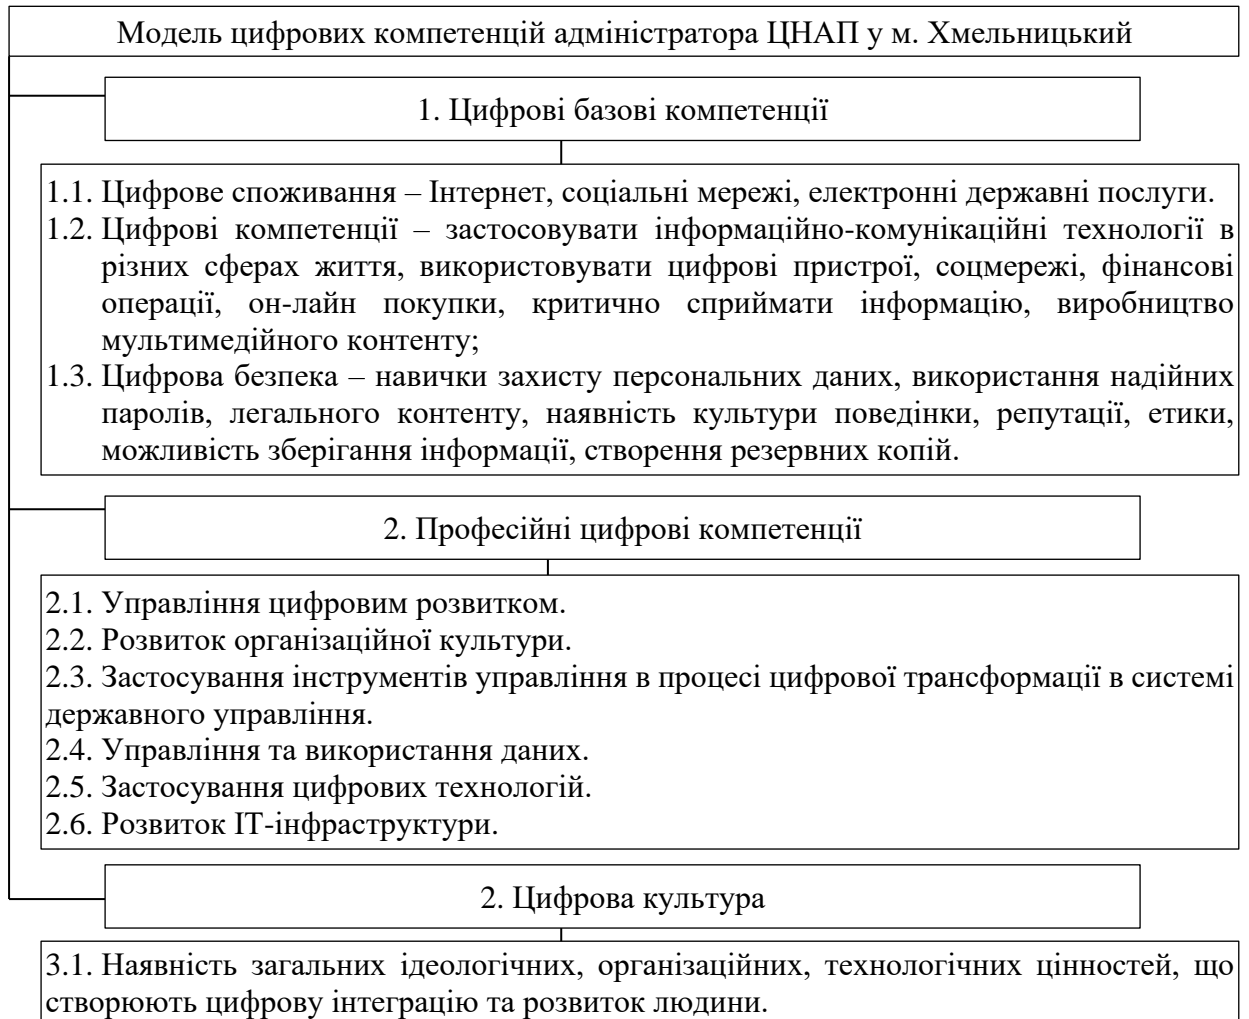 Модель цифрових компетенцій адміністратора ЦНАП у м. Хмельницький
1. Цифрові базові компетенції
1.1. Цифрове споживання – Інтернет, соціальні мережі, електронні державні послуги.
1.2. Цифрові компетенції – застосовувати інформаційно-комунікаційні технології в
різних сферах життя, використовувати цифрові пристрої, соцмережі, фінансові
операції, он-лайн покупки, критично сприймати інформацію, виробництво
мультимедійного контенту;
1.3. Цифрова безпека – навички захисту персональних даних, використання надійних
паролів, легального контенту, наявність культури поведінки, репутації, етики,
можливість зберігання інформації, створення резервних копій.
2. Професійні цифрові компетенції
2.1. Управління цифровим розвитком.
2.2. Розвиток організаційної культури.
2.3. Застосування інструментів управління в процесі цифрової трансформації в системі
державного управління.
2.4. Управління та використання даних.
2.5. Застосування цифрових технологій.
2.6. Розвиток ІТ-інфраструктури.
2. Цифрова культура
3.1. Наявність загальних ідеологічних, організаційних, технологічних цінностей, що
створюють цифрову інтеграцію та розвиток людини.